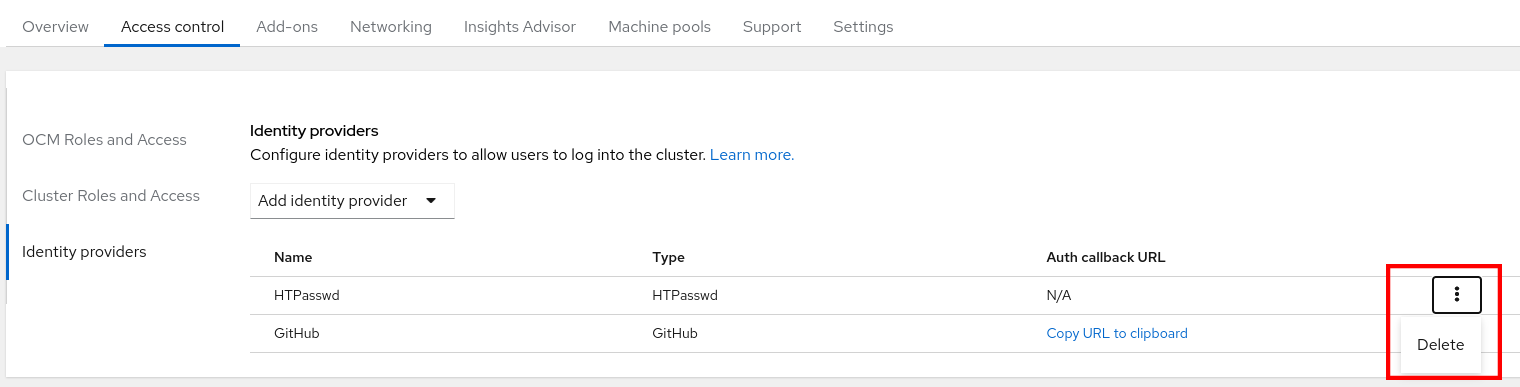 Overview Access control Add-ons Networking Insights Advisor Machine pools Support Settings
OCM Roles and Access
Cluster Roles and Access
Identity providers
Identity providers
Configure identity providers to allow users to log into the cluster. Learn more.
Add identity provider
Name Type Auth callback URL
HTPasswd HTPasswd N/A
GitHub GitHub Copy URL to clipboard
Delete